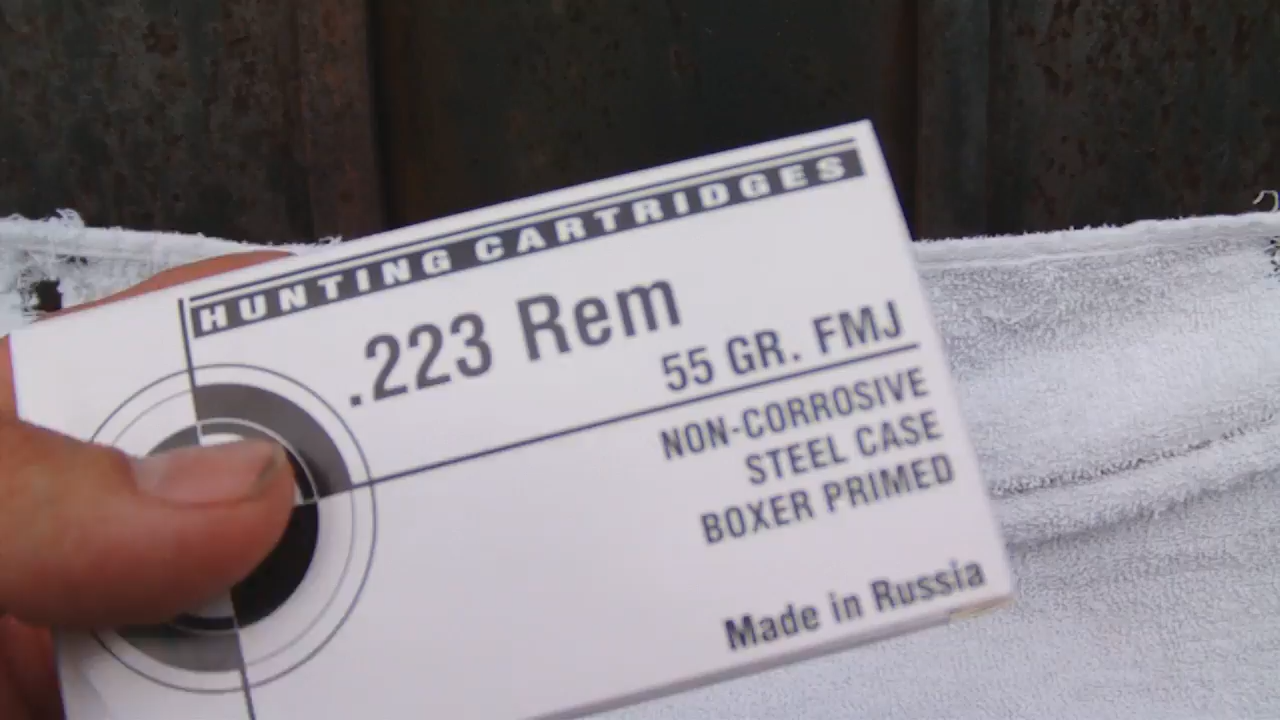 HUNTING CARTRIDGES
.223 Rem
55 GR. FMJ
NON-CORROSIVE
STEEL CASE
BOXER PRIMED
Made in Russia